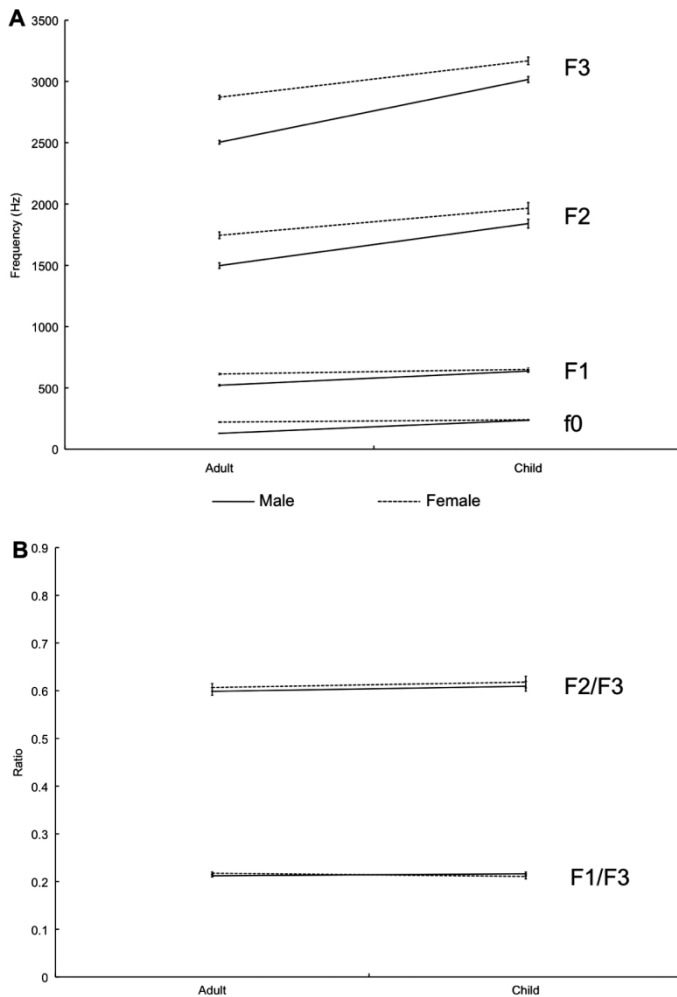 A
3500
3000
2500
2000
1500
1000
500
0
Frequency (Hz)
F3
F2
F1
f0
Adult Child
Male Female
B
0.9
0.8
0.7
0.6
0.5
0.4
0.3
0.2
0.1
0
Ratio
F2/F3
F1/F3
Adult Child